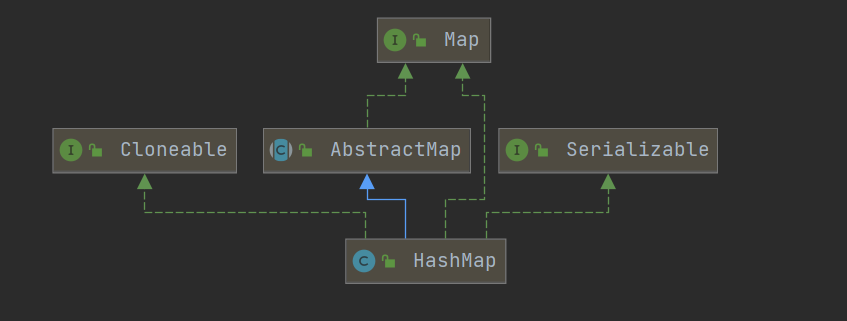 I Map
I Cloneable
C AbstractMap
I Serializable
C HashMap